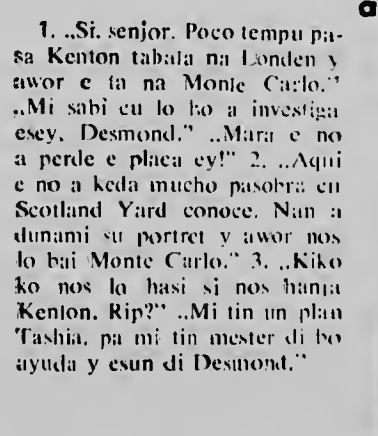 1. „Si. senjor. Poco tempu pa-
sa Kenton tabata na Londen y
awor e ta na Monte Carlo.”
„Mi sabi cu lo bo a investiga
esey, Desmond.” „Mara e no
a perde e placa ey!” 2. „Aqui
e no a keda mucho pasobra cu
Scotland Yard conoce. Nan a
dunami su portret y awor nos
lo bai Monte Carlo.” 3. „Kiko
ko nos lo hasi si nos hanja
Kenton. Rip?” „Mi tin un plan
Tashia. pa mi tin mester di bo
ayuda y esun di Desmond.”